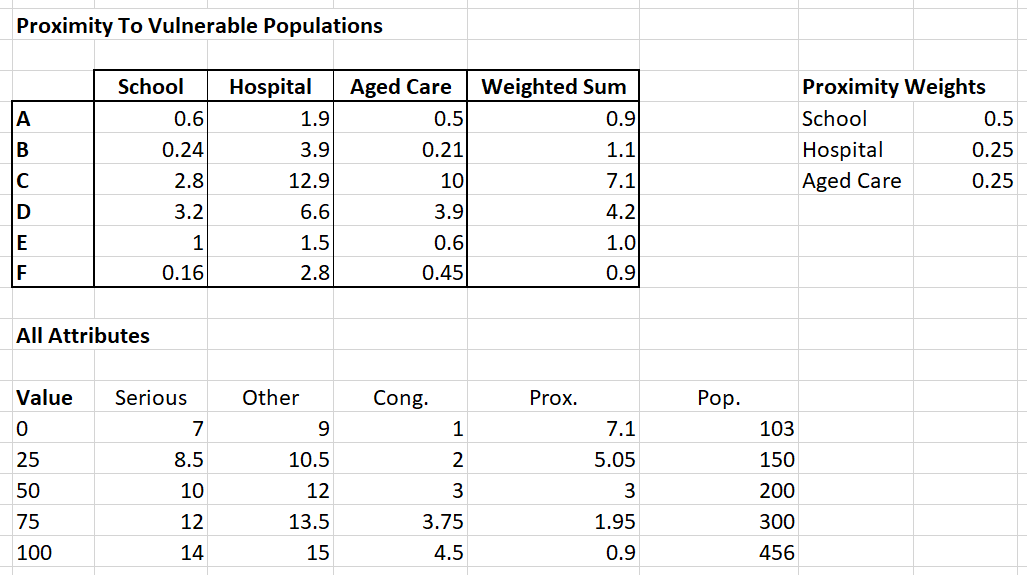 Proximity To Vulnerable Populations
School Hospital Aged Care Weighted Sum Proximity Weights
A 0.6 1.9 0.5 0.9 School 0.5
B 0.24 3.9 0.21 1.1 Hospital 0.25
C 2.8 12.9 10 7.1 Aged Care 0.25
D 3.2 6.6 3.9 4.2
E 1 1.5 0.6 1.0
F 0.16 2.8 0.45 0.9
All Attributes
Value Serious Other Cong. Prox. Pop.
0 7 9 1 7.1 103
25 8.5 10.5 2 5.05 150
50 10 12 3 3 200
75 12 13.5 3.75 1.95 300
100 14 15 4.5 0.9 456